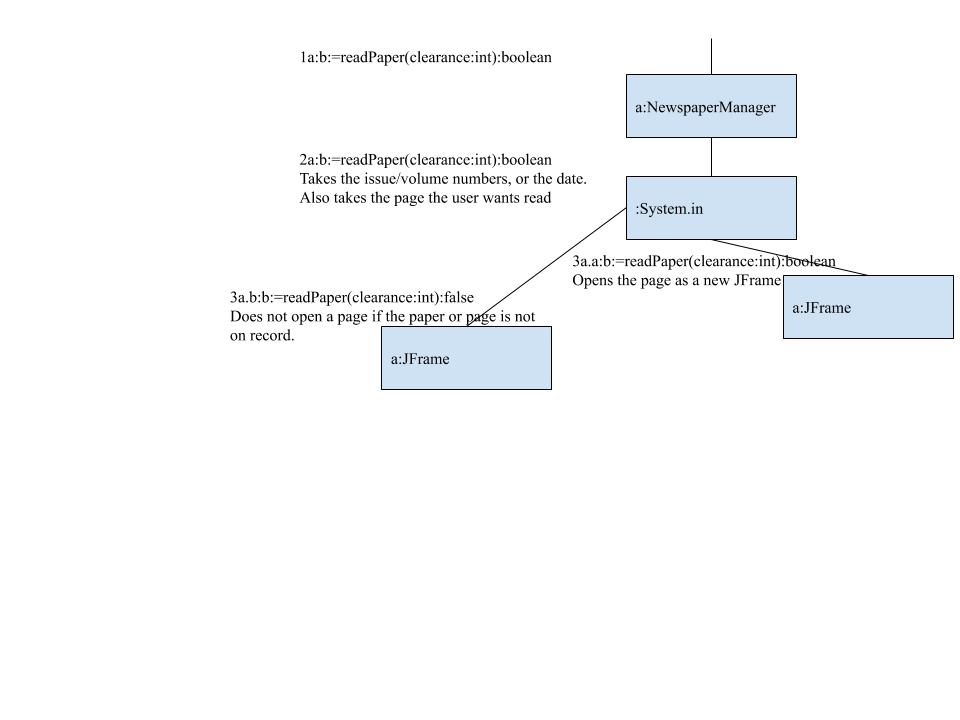 1a:b:=readPaper(clearance:int):boolean
a:NewspaperManager
2a:b:=readPaper(clearance:int):boolean
Takes the issue/volume numbers, or the date.
Also takes the page the user wants read
:System.in
3a.a:b:=readPaper(clearance:int):boolean
Opens the page as a new JFrame
a:JFrame
3a.b:b:=readPaper(clearance:int):false
Does not open a page if the paper or page is not
on record.
a:JFrame